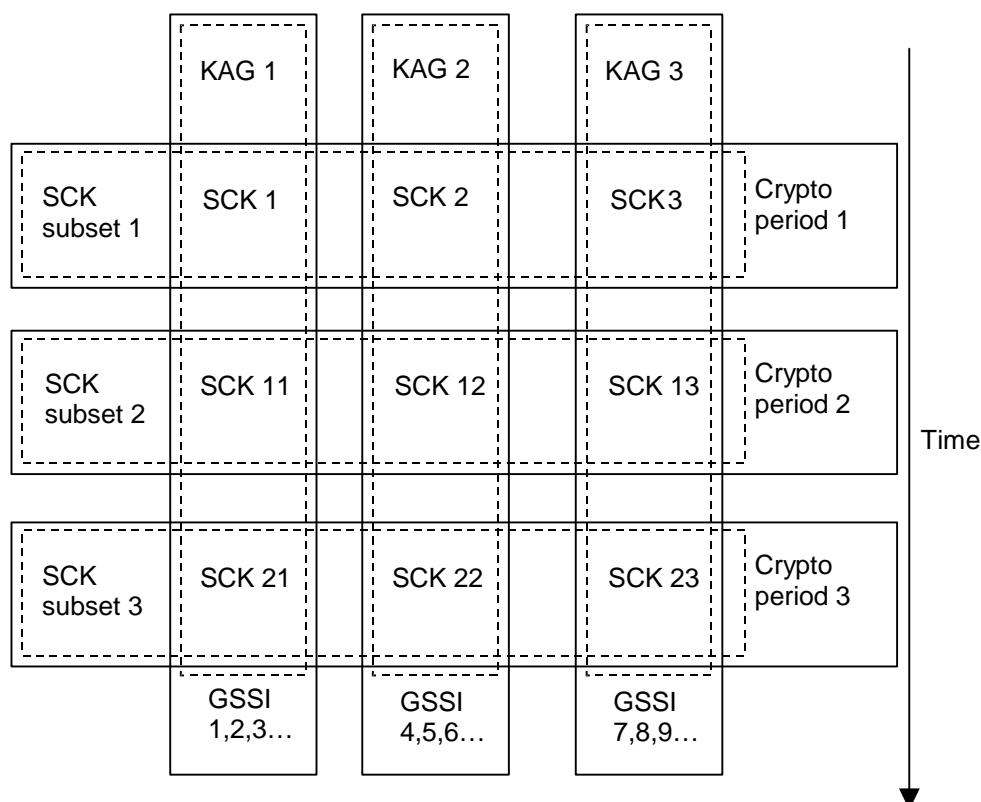 KAG 1
KAG 2
KAG 3
SCK
subset 1
SCK 1
SCK 2
SCK3
Crypto
period 1
SCK
subset 2
SCK 11
SCK 12
SCK 13
Crypto
period 2
Time
SCK
subset 3
SCK 21
SCK 22
SCK 23
Crypto
period 3
GSSI
1,2,3…
GSSI
4,5,6…
GSSI
7,8,9…